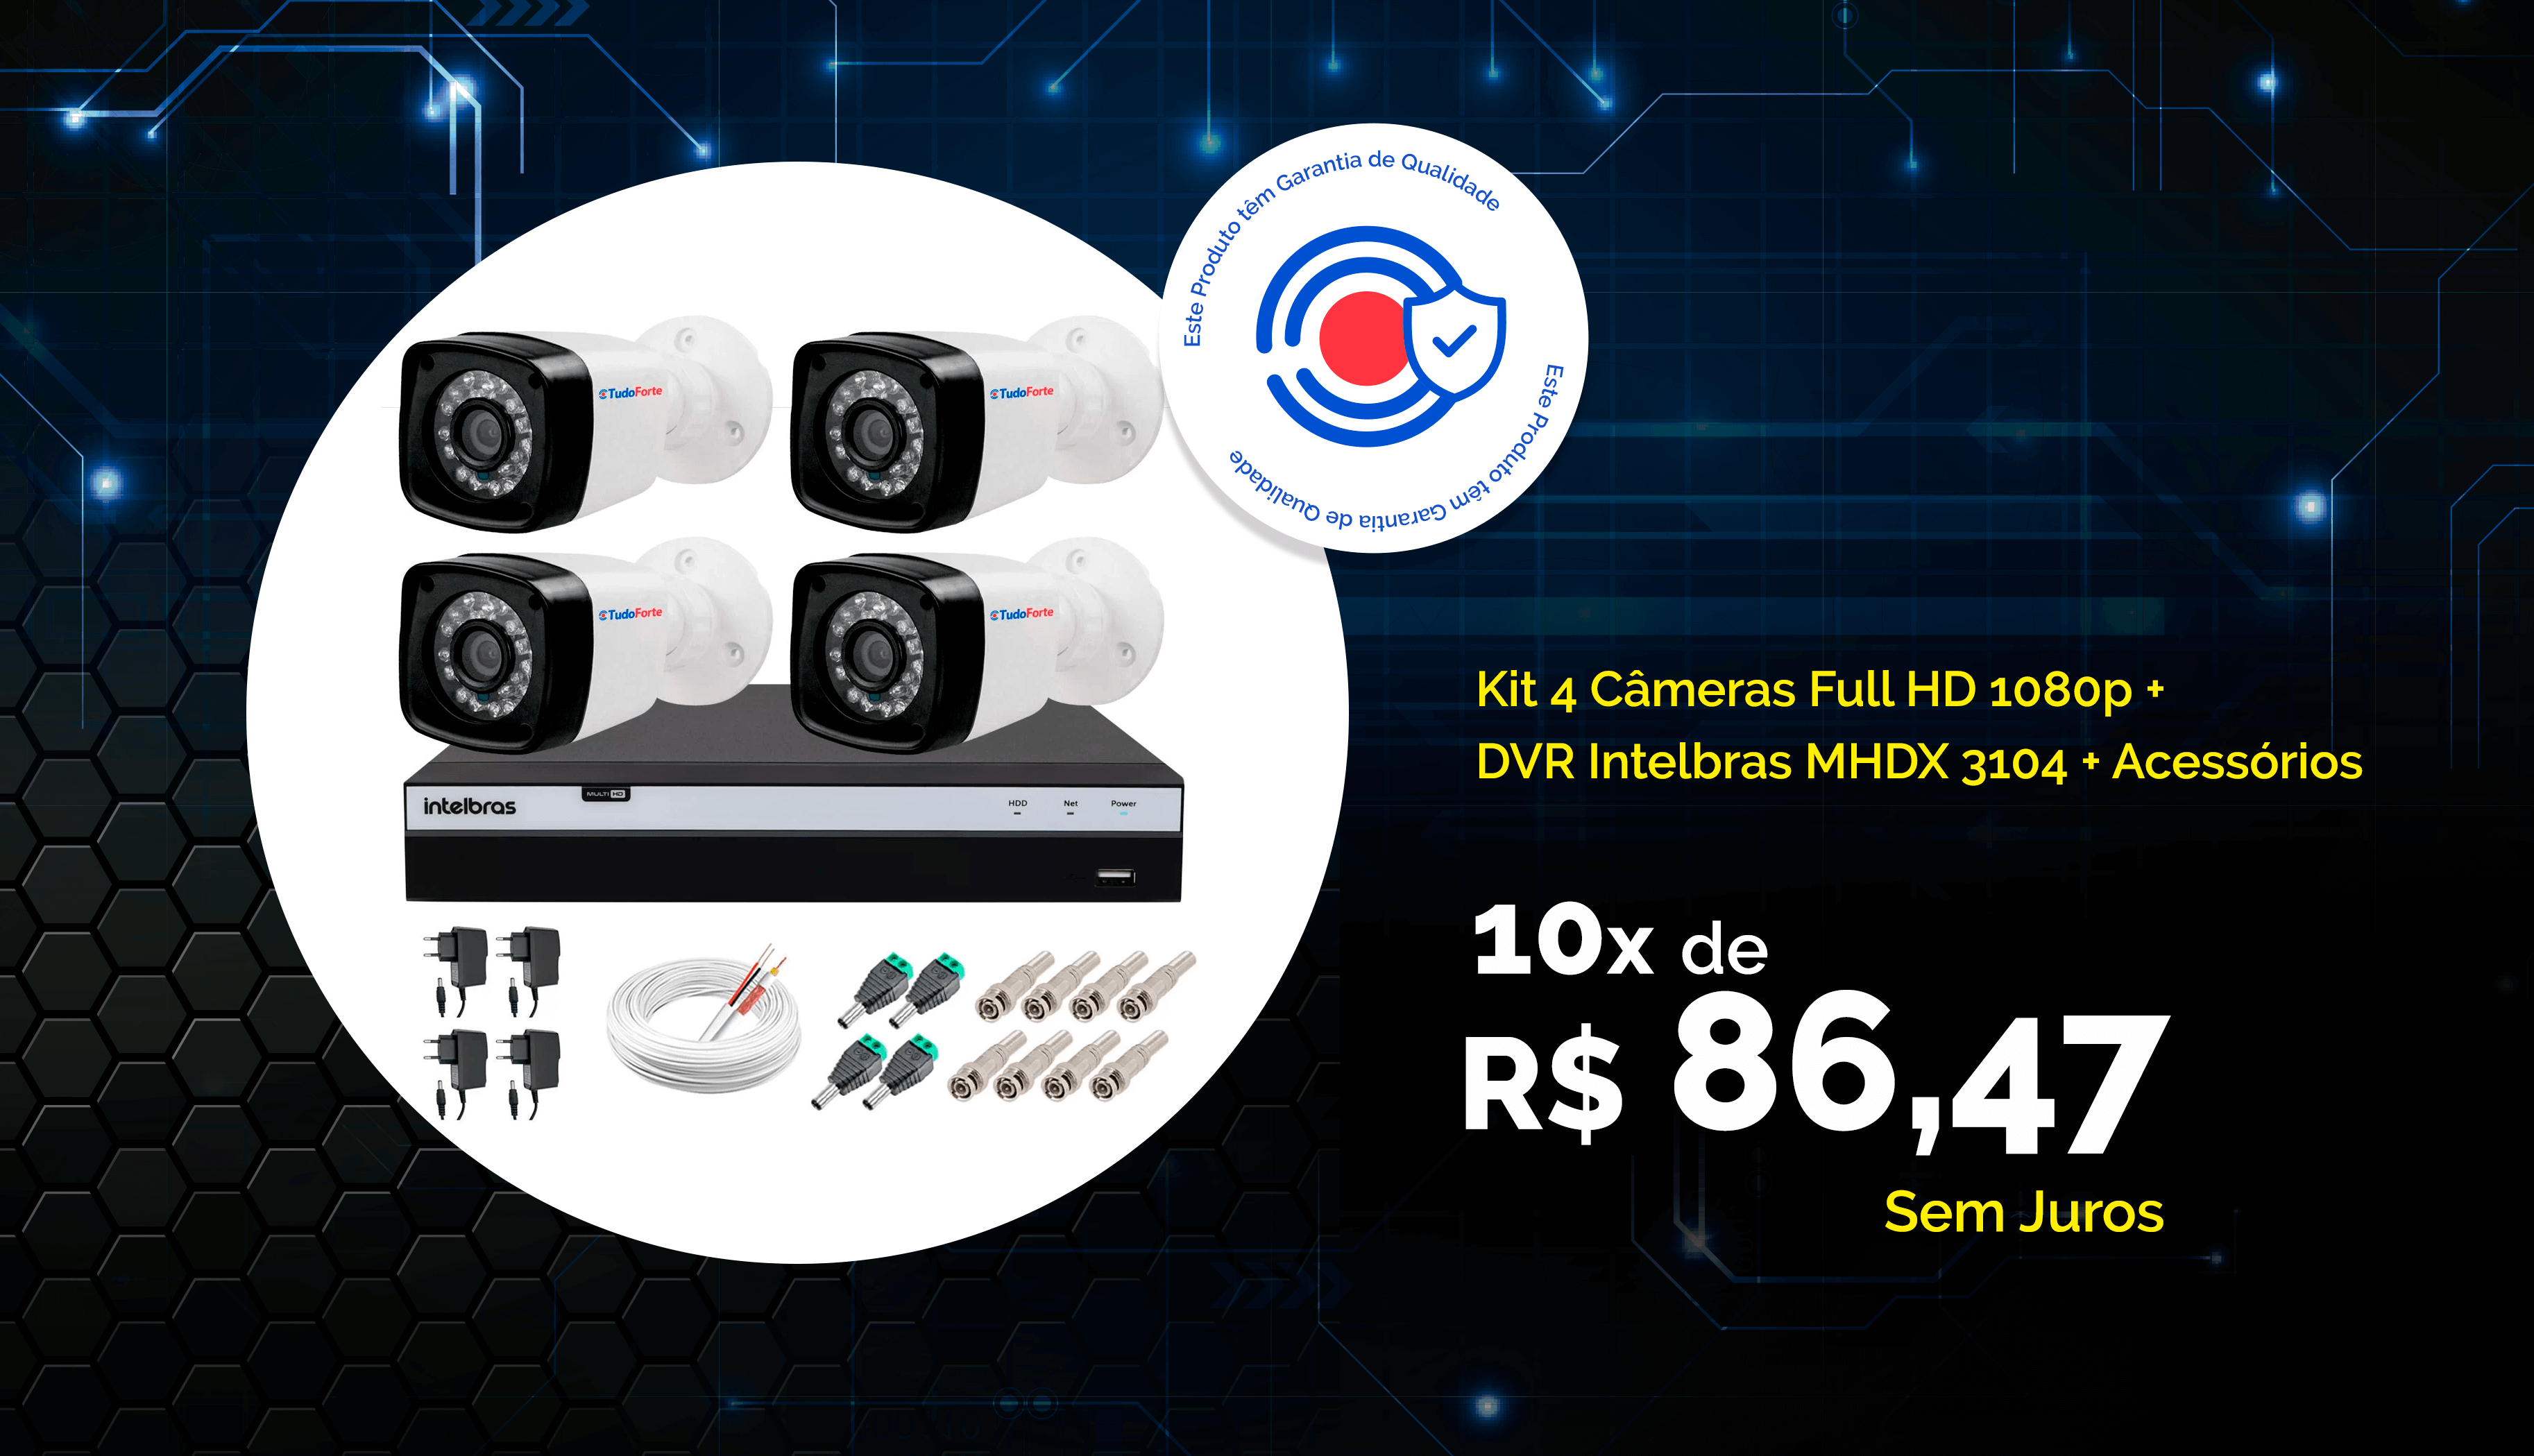 Este Produto têm Garantia de Qualidade
Este Produto têm Garantia de Qualidade
TudoForte
TudoForte
TudoForte
TudoForte
intelbras
MULTI HD
HDD
Net
Power
Kit 4 Câmeras Full HD 1080p +
DVR Intelbras MHDX 3104 + Acessórios
10x de
R$ 86,47
Sem Juros